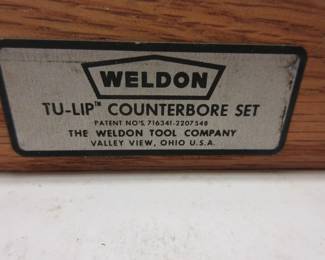 WELDON
TU-LIP™ COUNTERBORE SET
PATENT NO'S. 716341-2207548
THE WELDON TOOL COMPANY
VALLEY VIEW, OHIO U.S.A.